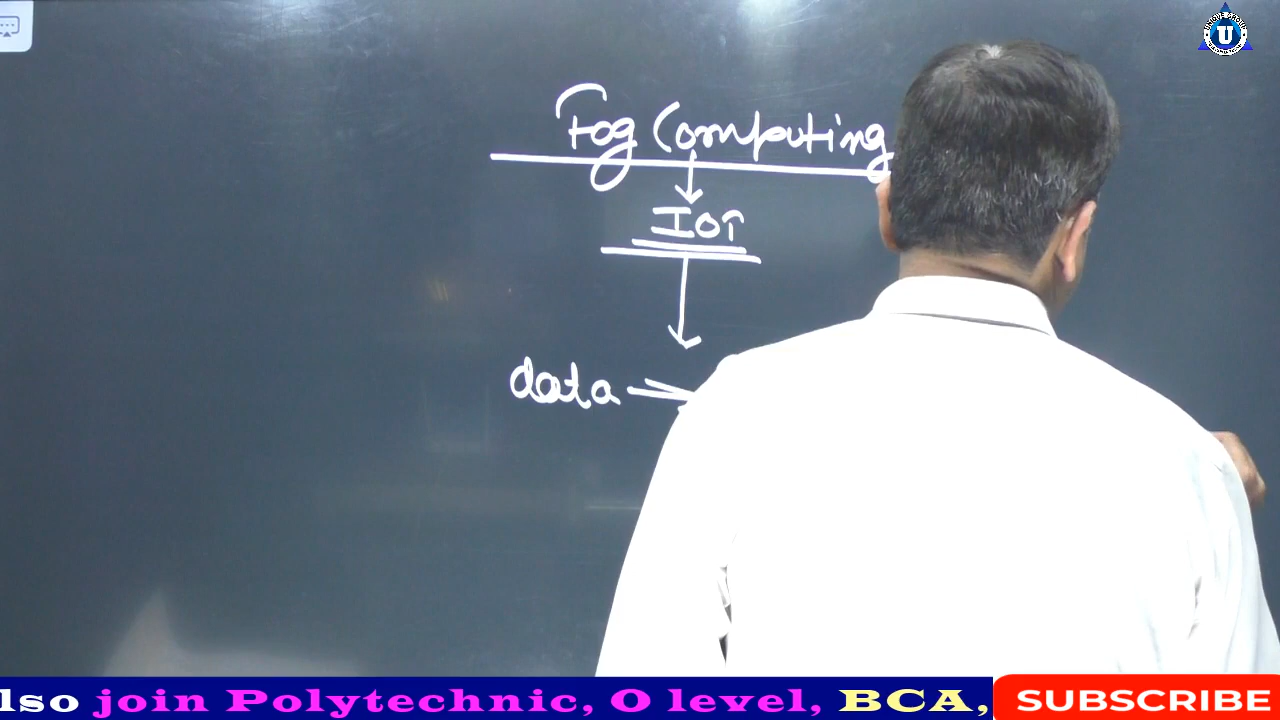 Fog Computing
IoT
data
U
lso join Polytechnic, O level, BCA,
SUBSCRIBE